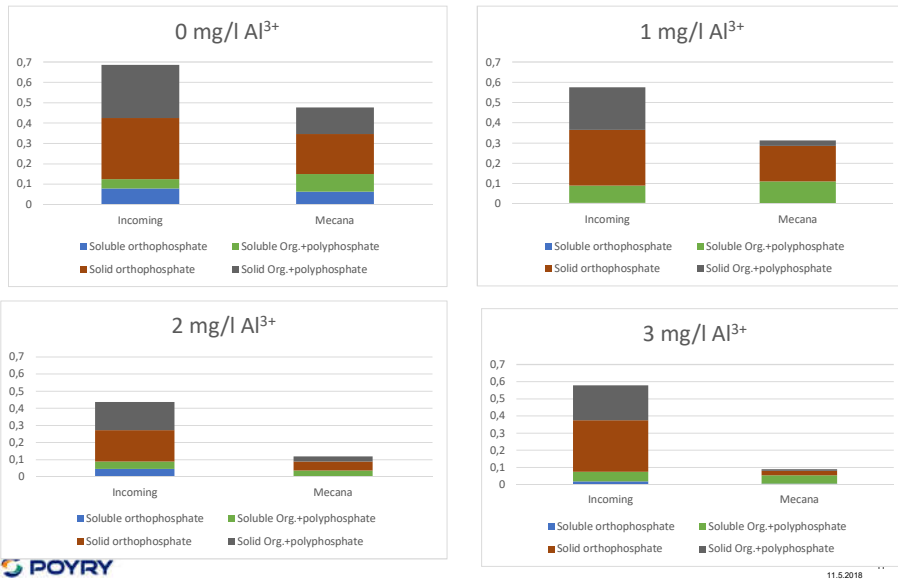 0 mg/l Al³⁺
0,7
0,6
0,5
0,4
0,3
0,2
0,1
0
Incoming Mecana
Soluble orthophosphate Soluble Org.+polyphosphate
Solid orthophosphate Solid Org.+polyphosphate
1 mg/l Al³⁺
0,7
0,6
0,5
0,4
0,3
0,2
0,1
0
Incoming Mecana
Soluble orthophosphate Soluble Org.+polyphosphate
Solid orthophosphate Solid Org.+polyphosphate
2 mg/l Al³⁺
0,7
0,6
0,5
0,4
0,3
0,2
0,1
0
Incoming Mecana
Soluble orthophosphate Soluble Org.+polyphosphate
Solid orthophosphate Solid Org.+polyphosphate
3 mg/l Al³⁺
0,7
0,6
0,5
0,4
0,3
0,2
0,1
0
Incoming Mecana
Soluble orthophosphate Soluble Org.+polyphosphate
Solid orthophosphate Solid Org.+polyphosphate
POYRY
11.5.2018